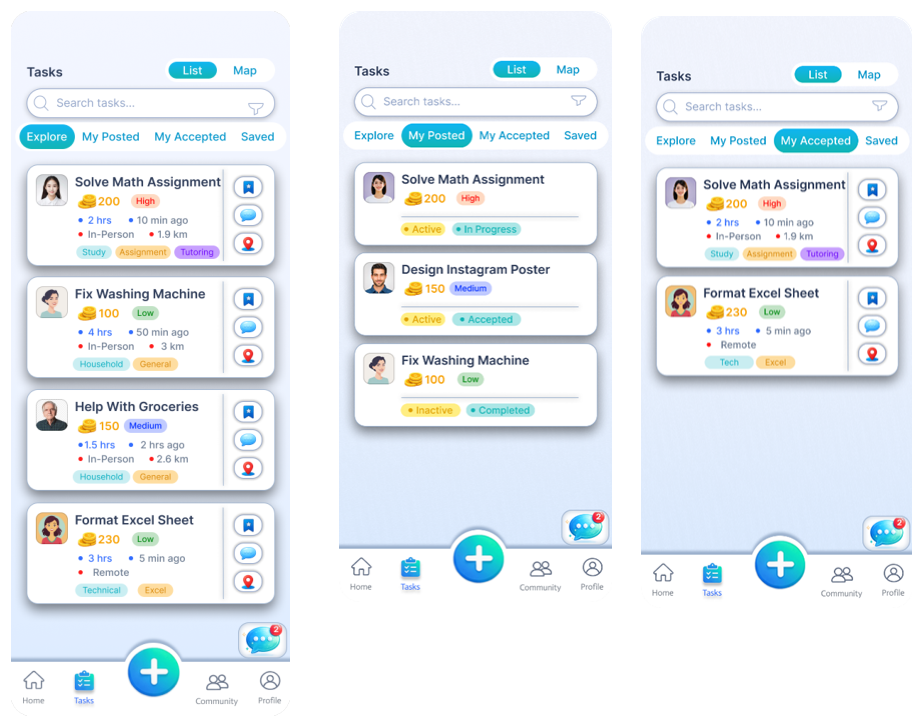 Tasks
List Map
Search tasks...
Explore My Posted My Accepted Saved
Solve Math Assignment
200 High
2 hrs 10 min ago
In-Person 1.9 km
Study Assignment Tutoring
Fix Washing Machine
100 Low
4 hrs 50 min ago
In-Person 3 km
Household General
Help With Groceries
150 Medium
1.5 hrs 2 hrs ago
In-Person 2.6 km
Household General
Format Excel Sheet
230 Low
3 hrs 5 min ago
Remote
Technical Excel
2
Home Tasks Community Profile
Tasks
List Map
Search tasks...
Explore My Posted My Accepted Saved
Solve Math Assignment
200 High
Active In Progress
Design Instagram Poster
150 Medium
Active Accepted
Fix Washing Machine
100 Low
Inactive Completed
2
Home Tasks Community Profile
Tasks
List Map
Search tasks...
Explore My Posted My Accepted Saved
Solve Math Assignment
200 High
2 hrs 10 min ago
In-Person 1.9 km
Study Assignment Tutoring
Format Excel Sheet
230 Low
3 hrs 5 min ago
Remote
Tech Excel
2
Home Tasks Community Profile